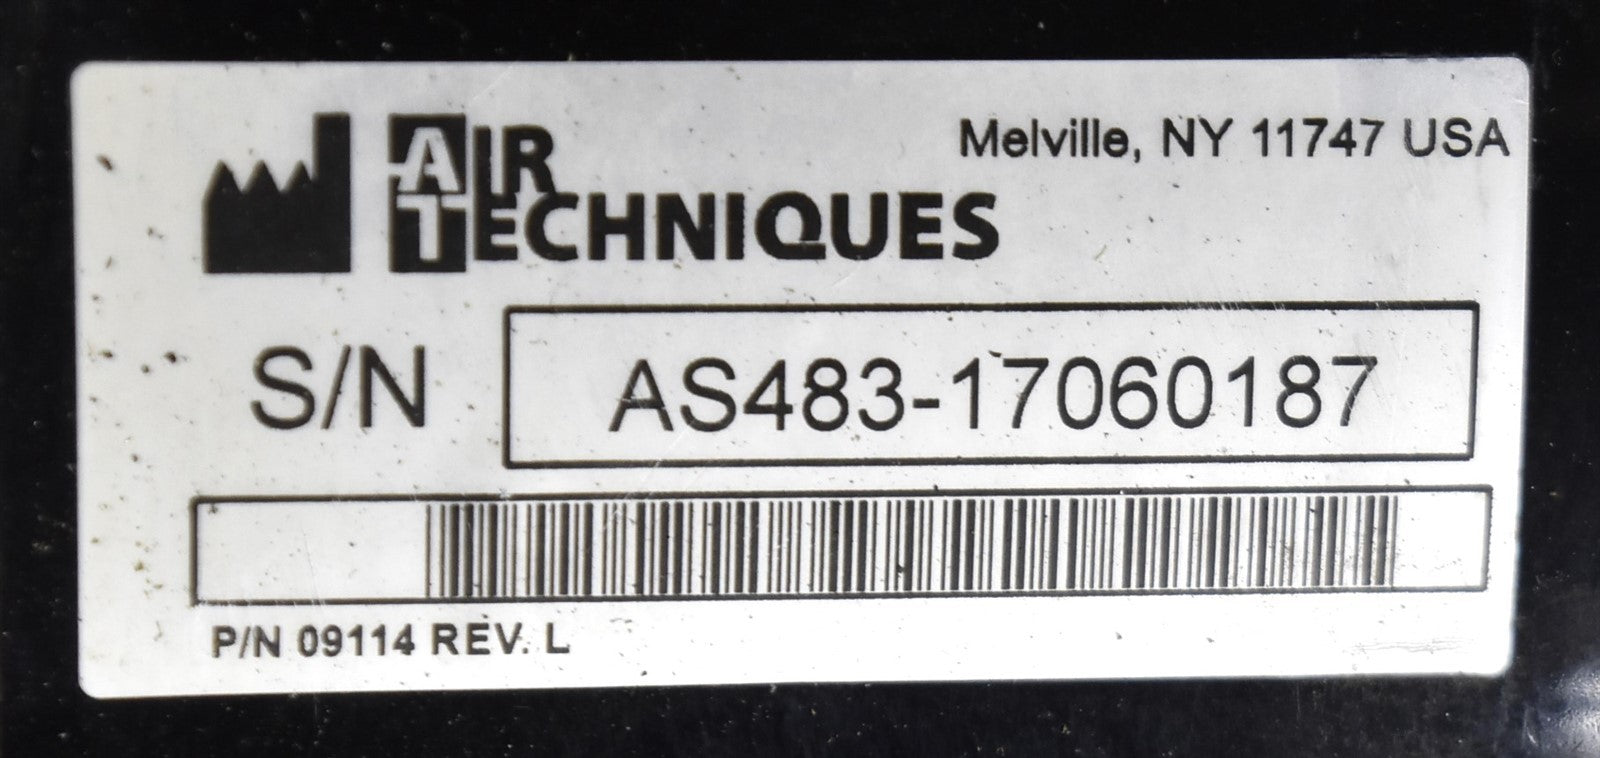 AIR
TECHNIQUES
Melville, NY 11747 USA
S/N AS483-17060187
P/N 09114 REV. L